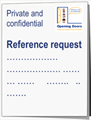 Private and
confidential
Opening Doors
Reference request